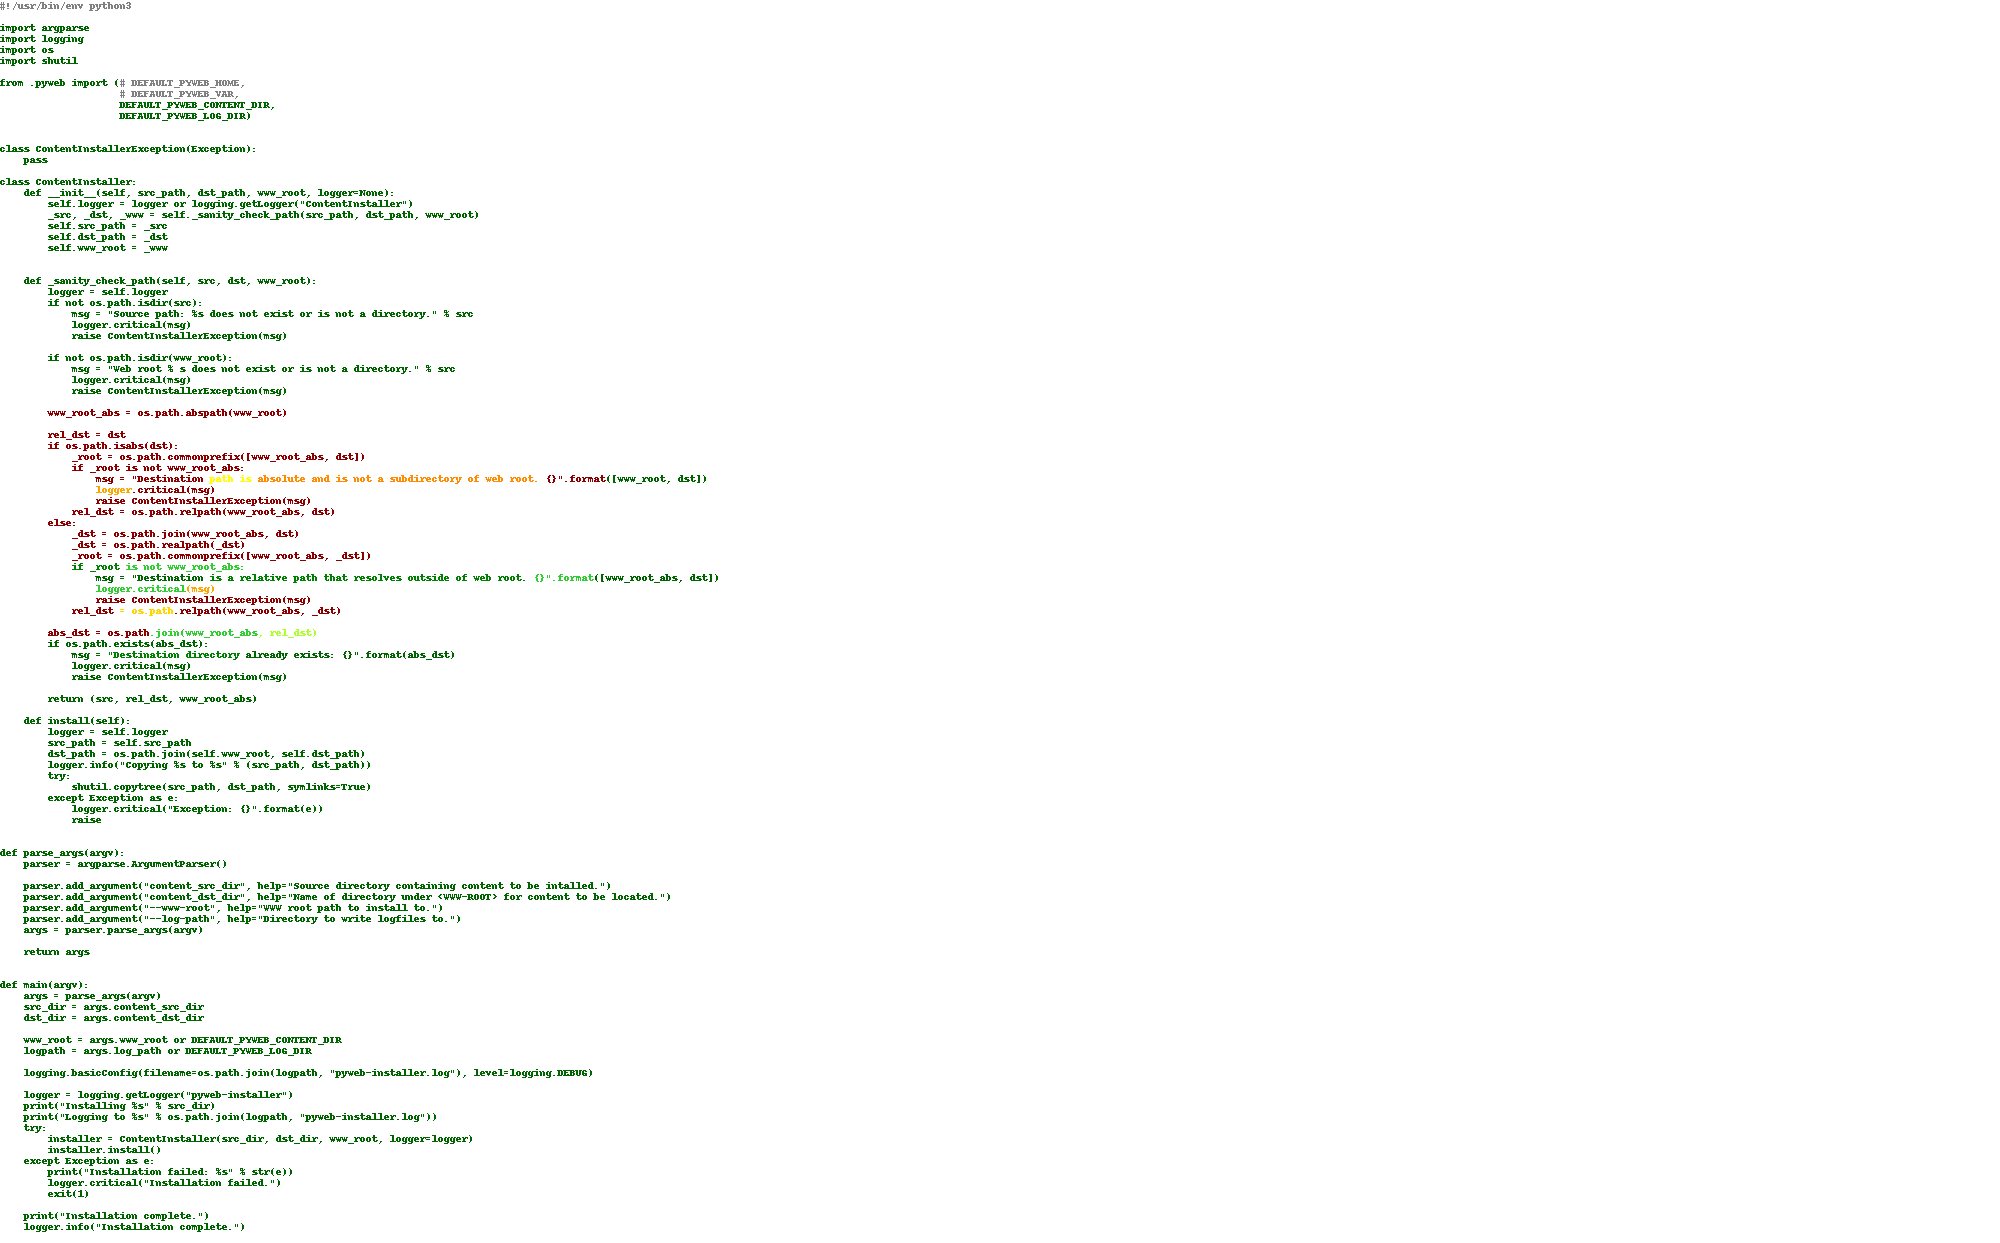 #!/usr/bin/env python3

import argparse
import logging
import os
import shutil

from .pyweb import (# DEFAULT_PYWEB_HOME,
                    # DEFAULT_PYWEB_VAR,
                    DEFAULT_PYWEB_CONTENT_DIR,
                    DEFAULT_PYWEB_LOG_DIR)


class ContentInstallerException(Exception):
    pass

class ContentInstaller:
    def __init__(self, src_path, dst_path, www_root, logger=None):
        self.logger = logger or logging.getLogger("ContentInstaller")
        _src, _dst, _www = self._sanity_check_path(src_path, dst_path, www_root)
        self.src_path = _src
        self.dst_path = _dst
        self.www_root = _www


    def _sanity_check_path(self, src, dst, www_root):
        logger = self.logger
        if not os.path.isdir(src):
            msg = "Source path: %s does not exist or is not a directory." % src
            logger.critical(msg)
            raise ContentInstallerException(msg)

        if not os.path.isdir(www_root):
            msg = "Web root % s does not exist or is not a directory." % src
            logger.critical(msg)
            raise ContentInstallerException(msg)

        www_root_abs = os.path.abspath(www_root)

        rel_dst = dst
        if os.path.isabs(dst):
            _root = os.path.commonprefix([www_root_abs, dst])
            if _root is not www_root_abs:
                msg = "Destination path is absolute and is not a subdirectory of web root. {}".format([www_root, dst])
                logger.critical(msg)
                raise ContentInstallerException(msg)
            rel_dst = os.path.relpath(www_root_abs, dst)
        else:
            _dst = os.path.join(www_root_abs, dst)
            _dst = os.path.realpath(_dst)
            _root = os.path.commonprefix([www_root_abs, _dst])
            if _root is not www_root_abs:
                msg = "Destination is a relative path that resolves outside of web root. {}".format([www_root_abs, dst])
                logger.critical(msg)
                raise ContentInstallerException(msg)
            rel_dst = os.path.relpath(www_root_abs, _dst)

        abs_dst = os.path.join(www_root_abs, rel_dst)
        if os.path.exists(abs_dst):
            msg = "Destination directory already exists: {}".format(abs_dst)
            logger.critical(msg)
            raise ContentInstallerException(msg)

        return (src, rel_dst, www_root_abs)

    def install(self):
        logger = self.logger
        src_path = self.src_path
        dst_path = os.path.join(self.www_root, self.dst_path)
        logger.info("Copying %s to %s" % (src_path, dst_path))
        try:
            shutil.copytree(src_path, dst_path, symlinks=True)
        except Exception as e:
            logger.critical("Exception: {}".format(e))
            raise


def parse_args(argv):
    parser = argparse.ArgumentParser()

    parser.add_argument("content_src_dir", help="Source directory containing content to be intalled.")
    parser.add_argument("content_dst_dir", help="Name of directory under <WWW-ROOT> for content to be located.")
    parser.add_argument("--www-root", help="WWW root path to install to.")
    parser.add_argument("--log-path", help="Directory to write logfiles to.")
    args = parser.parse_args(argv)

    return args


def main(argv):
    args = parse_args(argv)
    src_dir = args.content_src_dir
    dst_dir = args.content_dst_dir

    www_root = args.www_root or DEFAULT_PYWEB_CONTENT_DIR
    logpath = args.log_path or DEFAULT_PYWEB_LOG_DIR

    logging.basicConfig(filename=os.path.join(logpath, "pyweb-installer.log"), level=logging.DEBUG)

    logger = logging.getLogger("pyweb-installer")
    print("Installing %s" % src_dir)
    print("Logging to %s" % os.path.join(logpath, "pyweb-installer.log"))
    try:
        installer = ContentInstaller(src_dir, dst_dir, www_root, logger=logger)
        installer.install()
    except Exception as e:
        print("Installation failed: %s" % str(e))
        logger.critical("Installation failed.")
        exit(1)

    print("Installation complete.")
    logger.info("Installation complete.")